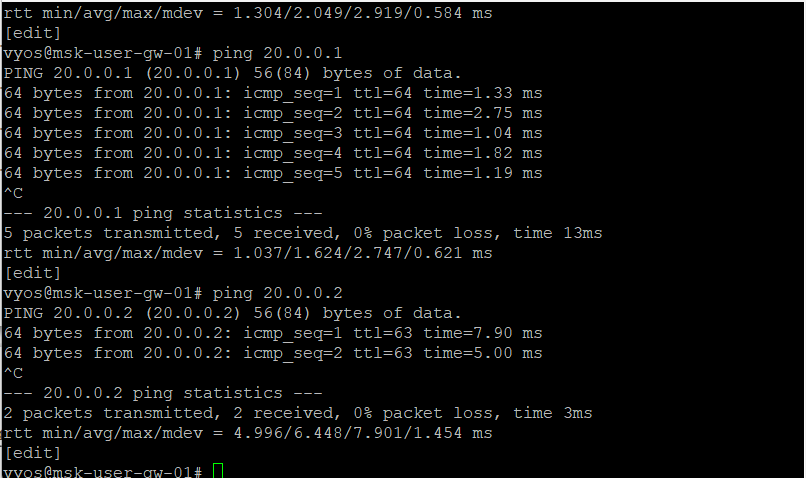 rtt min/avg/max/mdev = 1.304/2.049/2.919/0.584 ms
[edit]
vyos@msk-user-gw-01# ping 20.0.0.1
PING 20.0.0.1 (20.0.0.1) 56(84) bytes of data.
64 bytes from 20.0.0.1: icmp_seq=1 ttl=64 time=1.33 ms
64 bytes from 20.0.0.1: icmp_seq=2 ttl=64 time=2.75 ms
64 bytes from 20.0.0.1: icmp_seq=3 ttl=64 time=1.04 ms
64 bytes from 20.0.0.1: icmp_seq=4 ttl=64 time=1.82 ms
64 bytes from 20.0.0.1: icmp_seq=5 ttl=64 time=1.19 ms
^C
--- 20.0.0.1 ping statistics ---
5 packets transmitted, 5 received, 0% packet loss, time 13ms
rtt min/avg/max/mdev = 1.037/1.624/2.747/0.621 ms
[edit]
vyos@msk-user-gw-01# ping 20.0.0.2
PING 20.0.0.2 (20.0.0.2) 56(84) bytes of data.
64 bytes from 20.0.0.2: icmp_seq=1 ttl=63 time=7.90 ms
64 bytes from 20.0.0.2: icmp_seq=2 ttl=63 time=5.00 ms
^C
--- 20.0.0.2 ping statistics ---
2 packets transmitted, 2 received, 0% packet loss, time 3ms
rtt min/avg/max/mdev = 4.996/6.448/7.901/1.454 ms
[edit]
vyos@msk-user-gw-01#